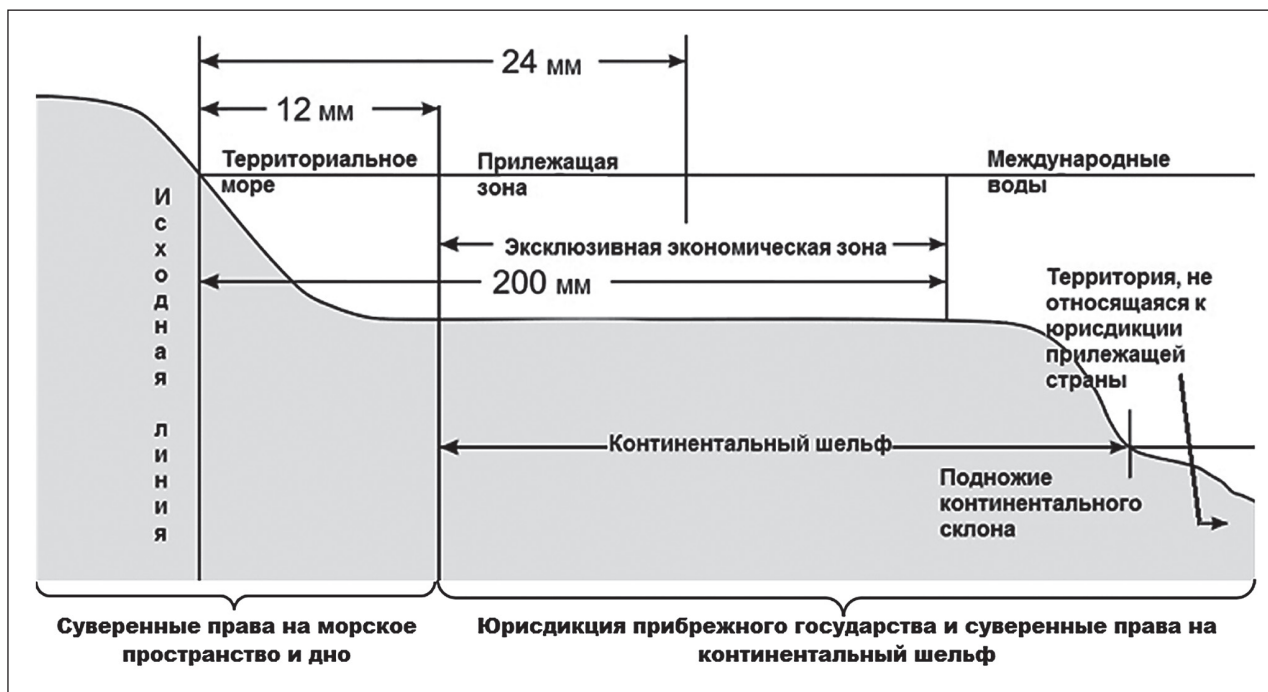 24 мм
12 мм
Территориальное
море
Прилежащая
зона
Международные
воды
Исходная линия
Эксклюзивная экономическая зона
200 мм
Территория, не
относящаяся к
юрисдикции
прилежащей
страны
Континентальный шельф
Подножие
континентального
склона
Суверенные права на морское
пространство и дно
Юрисдикция прибрежного государства и суверенные права на
континентальный шельф